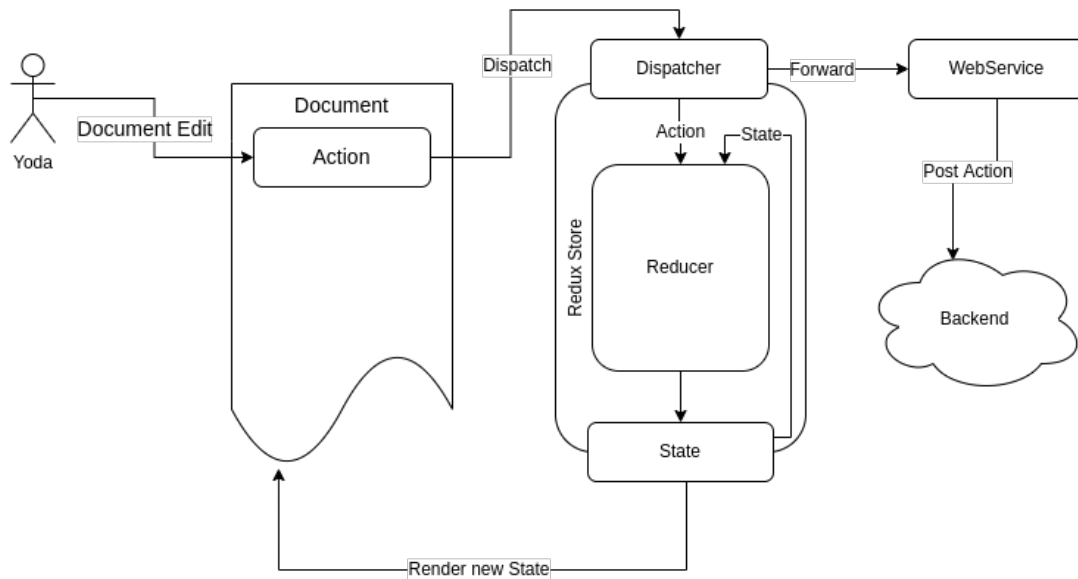 Yoda
Document Edit
Document
Action
Dispatch
Dispatcher
Forward
WebService
Action
State
Post Action
Redux Store
Reducer
Backend
State
Render new State